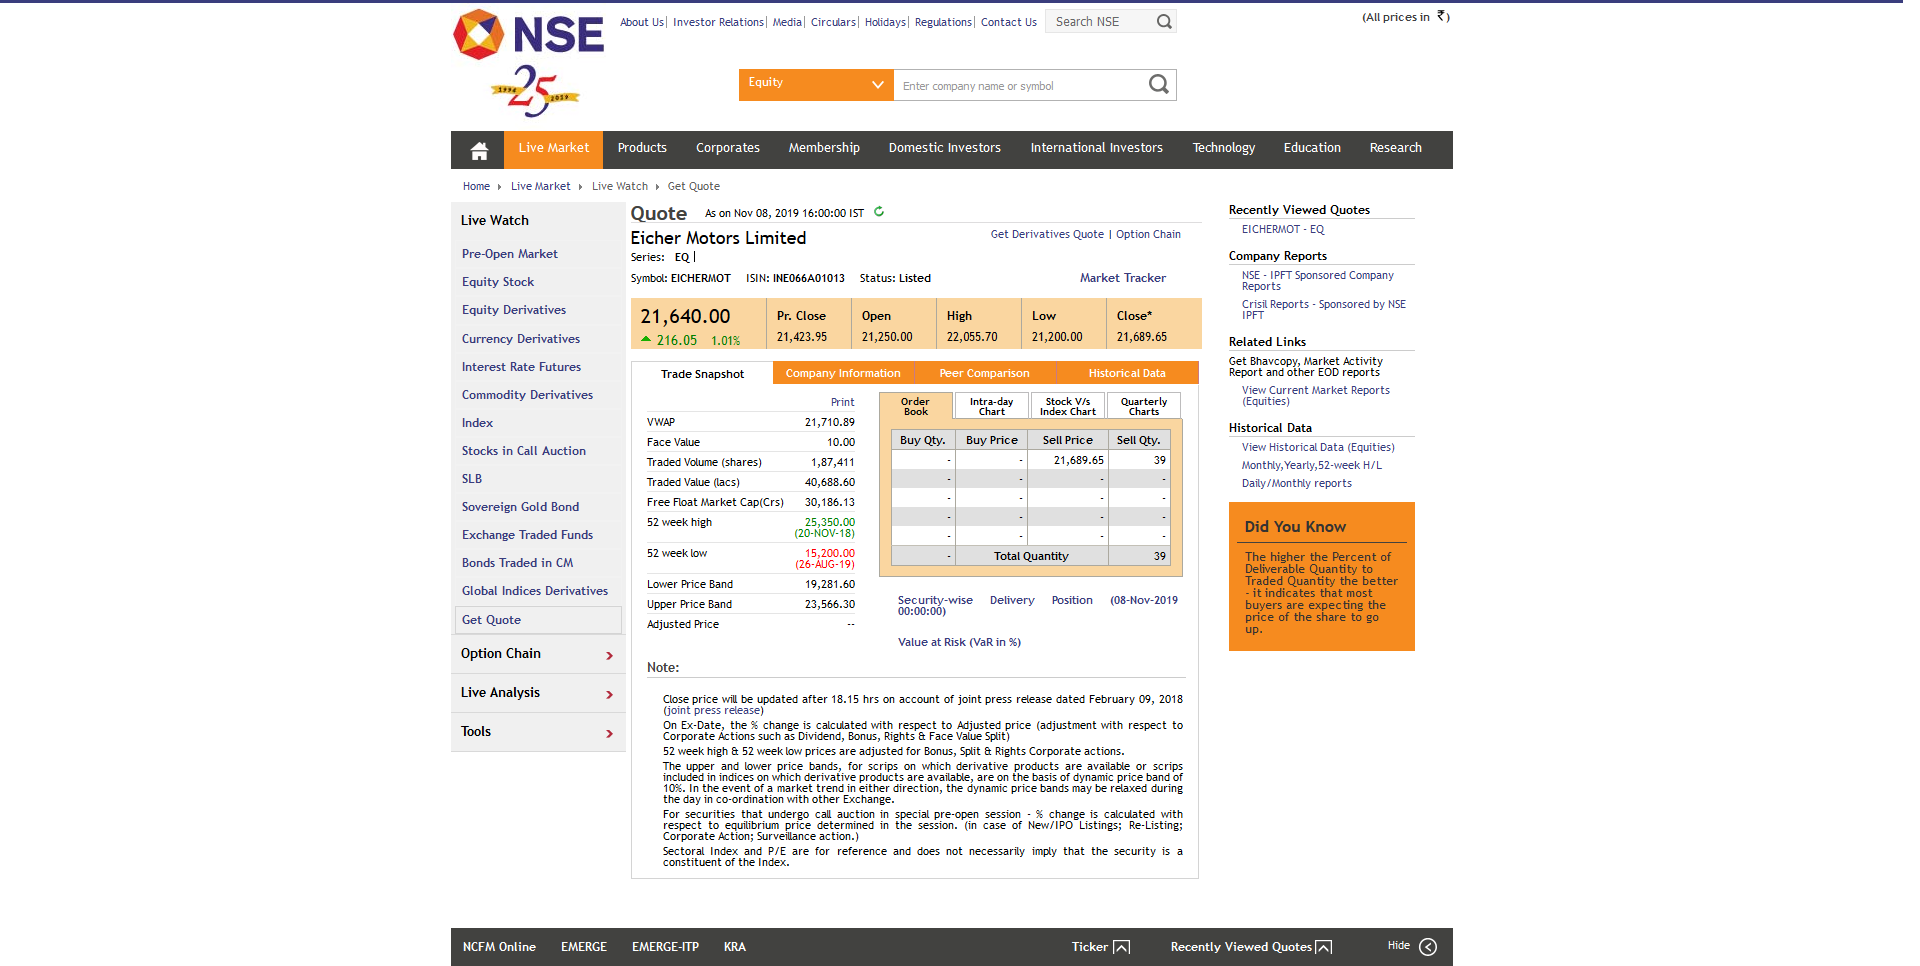 NSE
1994 25 2019
About Us| Investor Relations| Media| Circulars| Holidays| Regulations| Contact Us
Search NSE
(All prices in ₹)
Equity
Enter company name or symbol
Live Market Products Corporates Membership Domestic Investors International Investors Technology Education Research
Home Live Market Live Watch Get Quote
Live Watch
Pre-Open Market
Equity Stock
Equity Derivatives
Currency Derivatives
Interest Rate Futures
Commodity Derivatives
Index
Stocks in Call Auction
SLB
Sovereign Gold Bond
Exchange Traded Funds
Bonds Traded in CM
Global Indices Derivatives
Get Quote
Option Chain
Live Analysis
Tools
Quote As on Nov 08, 2019 16:00:00 IST
Eicher Motors Limited
Get Derivatives Quote | Option Chain
Series: EQ |
Symbol: EICHERMOT ISIN: INE066A01013 Status: Listed
Market Tracker
21,640.00
216.05 1.01%
Pr. Close Open High Low Close*
21,423.95 21,250.00 22,055.70 21,200.00 21,689.65
Trade Snapshot Company Information Peer Comparison Historical Data
Print
VWAP 21,710.89
Face Value 10.00
Traded Volume (shares) 1,87,411
Traded Value (lacs) 40,688.60
Free Float Market Cap(Crs) 30,186.13
52 week high 25,350.00
(20-NOV-18)
52 week low 15,200.00
(26-AUG-19)
Lower Price Band 19,281.60
Upper Price Band 23,566.30
Adjusted Price --
Order
Book
Intra-day
Chart
Stock V/s
Index Chart
Quarterly
Charts
Buy Qty. Buy Price Sell Price Sell Qty.
- - 21,689.65 39
- - - -
- - - -
- - - -
- - - -
- Total Quantity 39
Security-wise Delivery Position (08-Nov-2019
00:00:00)
Value at Risk (VaR in %)
Note:
Close price will be updated after 18.15 hrs on account of joint press release dated February 09, 2018
(joint press release)
On Ex-Date, the % change is calculated with respect to Adjusted price (adjustment with respect to
Corporate Actions such as Dividend, Bonus, Rights & Face Value Split)
52 week high & 52 week low prices are adjusted for Bonus, Split & Rights Corporate actions.
The upper and lower price bands, for scrips on which derivative products are available or scrips
included in indices on which derivative products are available, are on the basis of dynamic price band of
10%. In the event of a market trend in either direction, the dynamic price bands may be relaxed during
the day in co-ordination with other Exchange.
For securities that undergo call auction in special pre-open session - % change is calculated with
respect to equilibrium price determined in the session. (in case of New/IPO Listings; Re-Listing;
Corporate Action; Surveillance action.)
Sectoral Index and P/E are for reference and does not necessarily imply that the security is a
constituent of the Index.
Recently Viewed Quotes
EICHERMOT - EQ
Company Reports
NSE - IPFT Sponsored Company
Reports
Crisil Reports - Sponsored by NSE
IPFT
Related Links
Get Bhavcopy, Market Activity
Report and other EOD reports
View Current Market Reports
(Equities)
Historical Data
View Historical Data (Equities)
Monthly,Yearly,52-week H/L
Daily/Monthly reports
Did You Know
The higher the Percent of
Deliverable Quantity to
Traded Quantity the better
- it indicates that most
buyers are expecting the
price of the share to go
up.
NCFM Online EMERGE EMERGE-ITP KRA Ticker Recently Viewed Quotes Hide